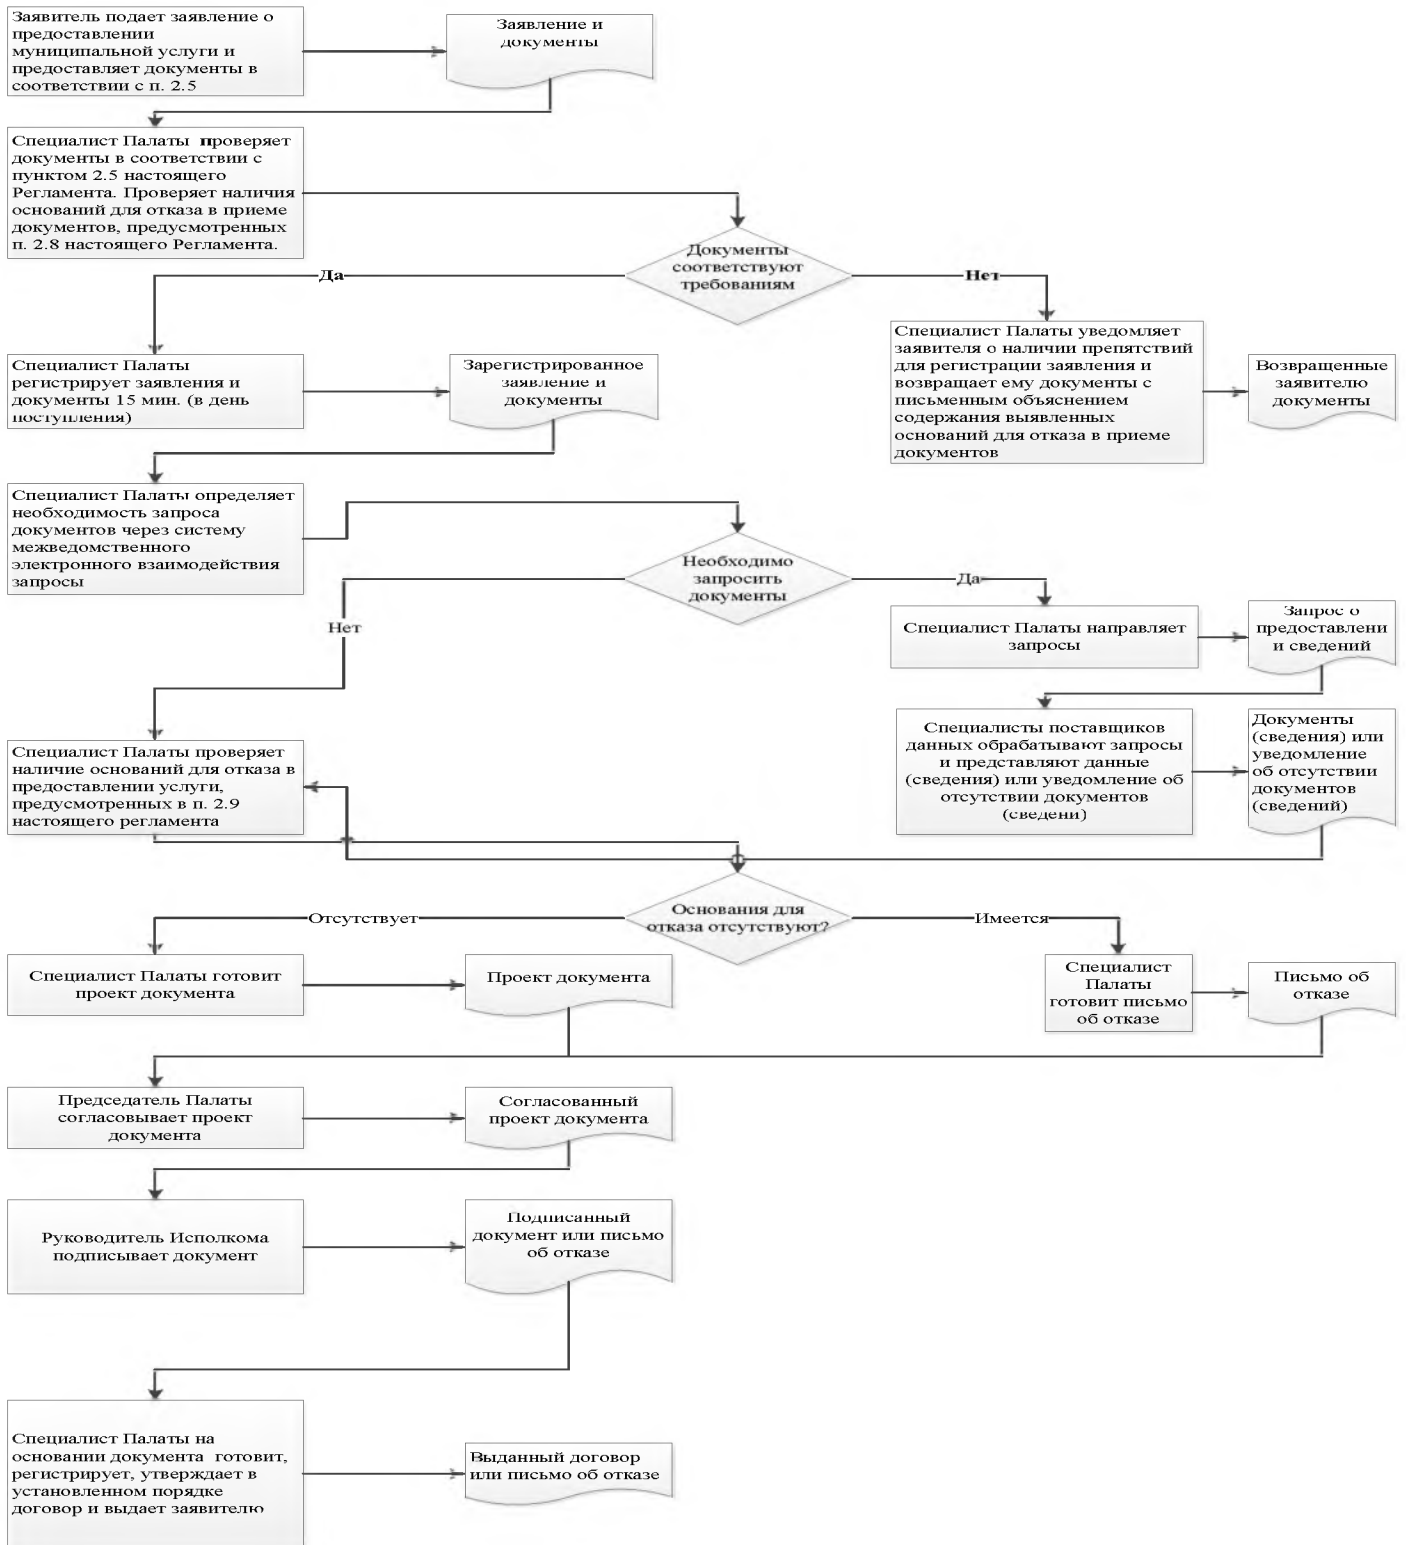 Заявитель подает заявление о
предоставлении
муниципальной услуги и
предоставляет документы в
соответствии с п. 2.5
Заявление и
документы
Специалист Палаты проверяет
документы в соответствии с
пунктом 2.5 настоящего
Регламента. Проверяет наличия
оснований для отказа в приеме
документов, предусмотренных
п. 2.8 настоящего Регламента.
Документы
соответствуют
требованиям
Да
Нет
Специалист Палаты
регистрирует заявления и
документы 15 мин. (в день
поступления)
Зарегистрированное
заявление и
документы
Специалист Палаты уведомляет
заявителя о наличии препятствий
для регистрации заявления и
возвращает ему документы с
письменным объяснением
содержания выявленных
оснований для отказа в приеме
документов
Возвращенные
заявителю
документы
Специалист Палаты определяет
необходимость запроса
документов через систему
межведомственного
электронного взаимодействия
запросы
Необходимо
запросить
документы
Да
Нет
Специалист Палаты направляет
запросы
Запрос о
предоставлени
и сведений
Специалисты поставщиков
данных обрабатывают запросы
и представляют данные
(сведения) или уведомление об
отсутствии документов
(сведени)
Документы
(сведения) или
уведомление
об отсутствии
документов
(сведений)
Специалист Палаты проверяет
наличие оснований для отказа в
предоставлении услуги,
предусмотренных в п. 2.9
настоящего регламента
Основания для
отказа отсутствуют?
Отсутствует
Имеется
Специалист Палаты готовит
проект документа
Проект документа
Специалист
Палаты
готовит письмо
об отказе
Письмо об
отказе
Председатель Палаты
согласовывает проект
документа
Согласованный
проект документа
Руководитель Исполкома
подписывает документ
Подписанный
документ или письмо
об отказе
Специалист Палаты на
основании документа готовит,
регистрирует, утверждает в
установленном порядке
договор и выдает заявителю
Выданный договор
или письмо об отказе